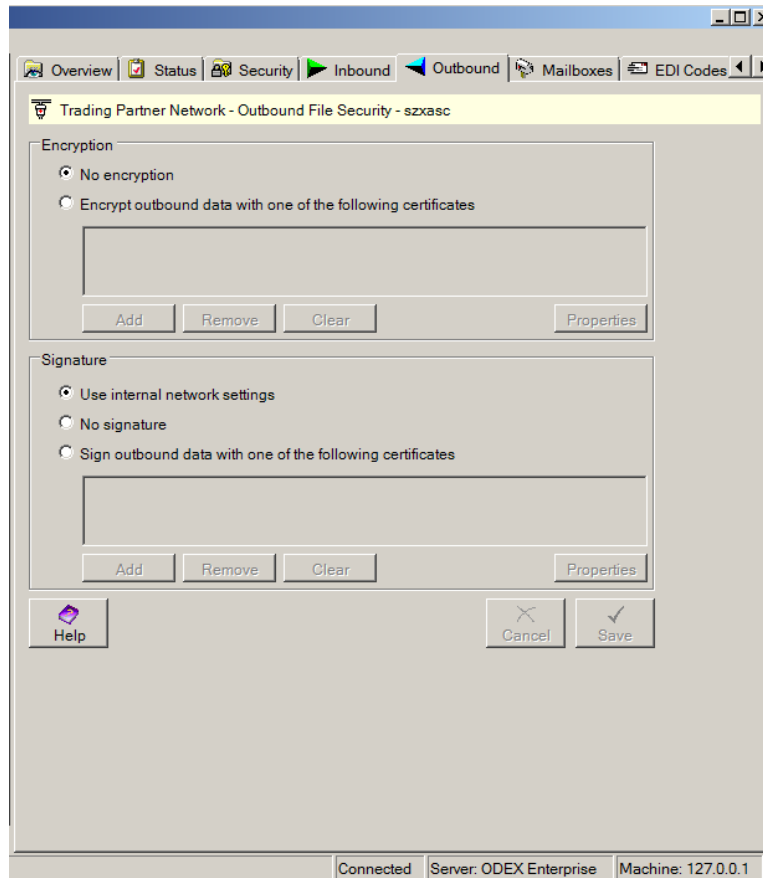 Overview Status Security Inbound Outbound Mailboxes EDI Codes
Trading Partner Network - Outbound File Security - szxasc
Encryption
No encryption
Encrypt outbound data with one of the following certificates
Add Remove Clear Properties
Signature
Use internal network settings
No signature
Sign outbound data with one of the following certificates
Add Remove Clear Properties
Help Cancel Save
Connected Server: ODEX Enterprise Machine: 127.0.0.1